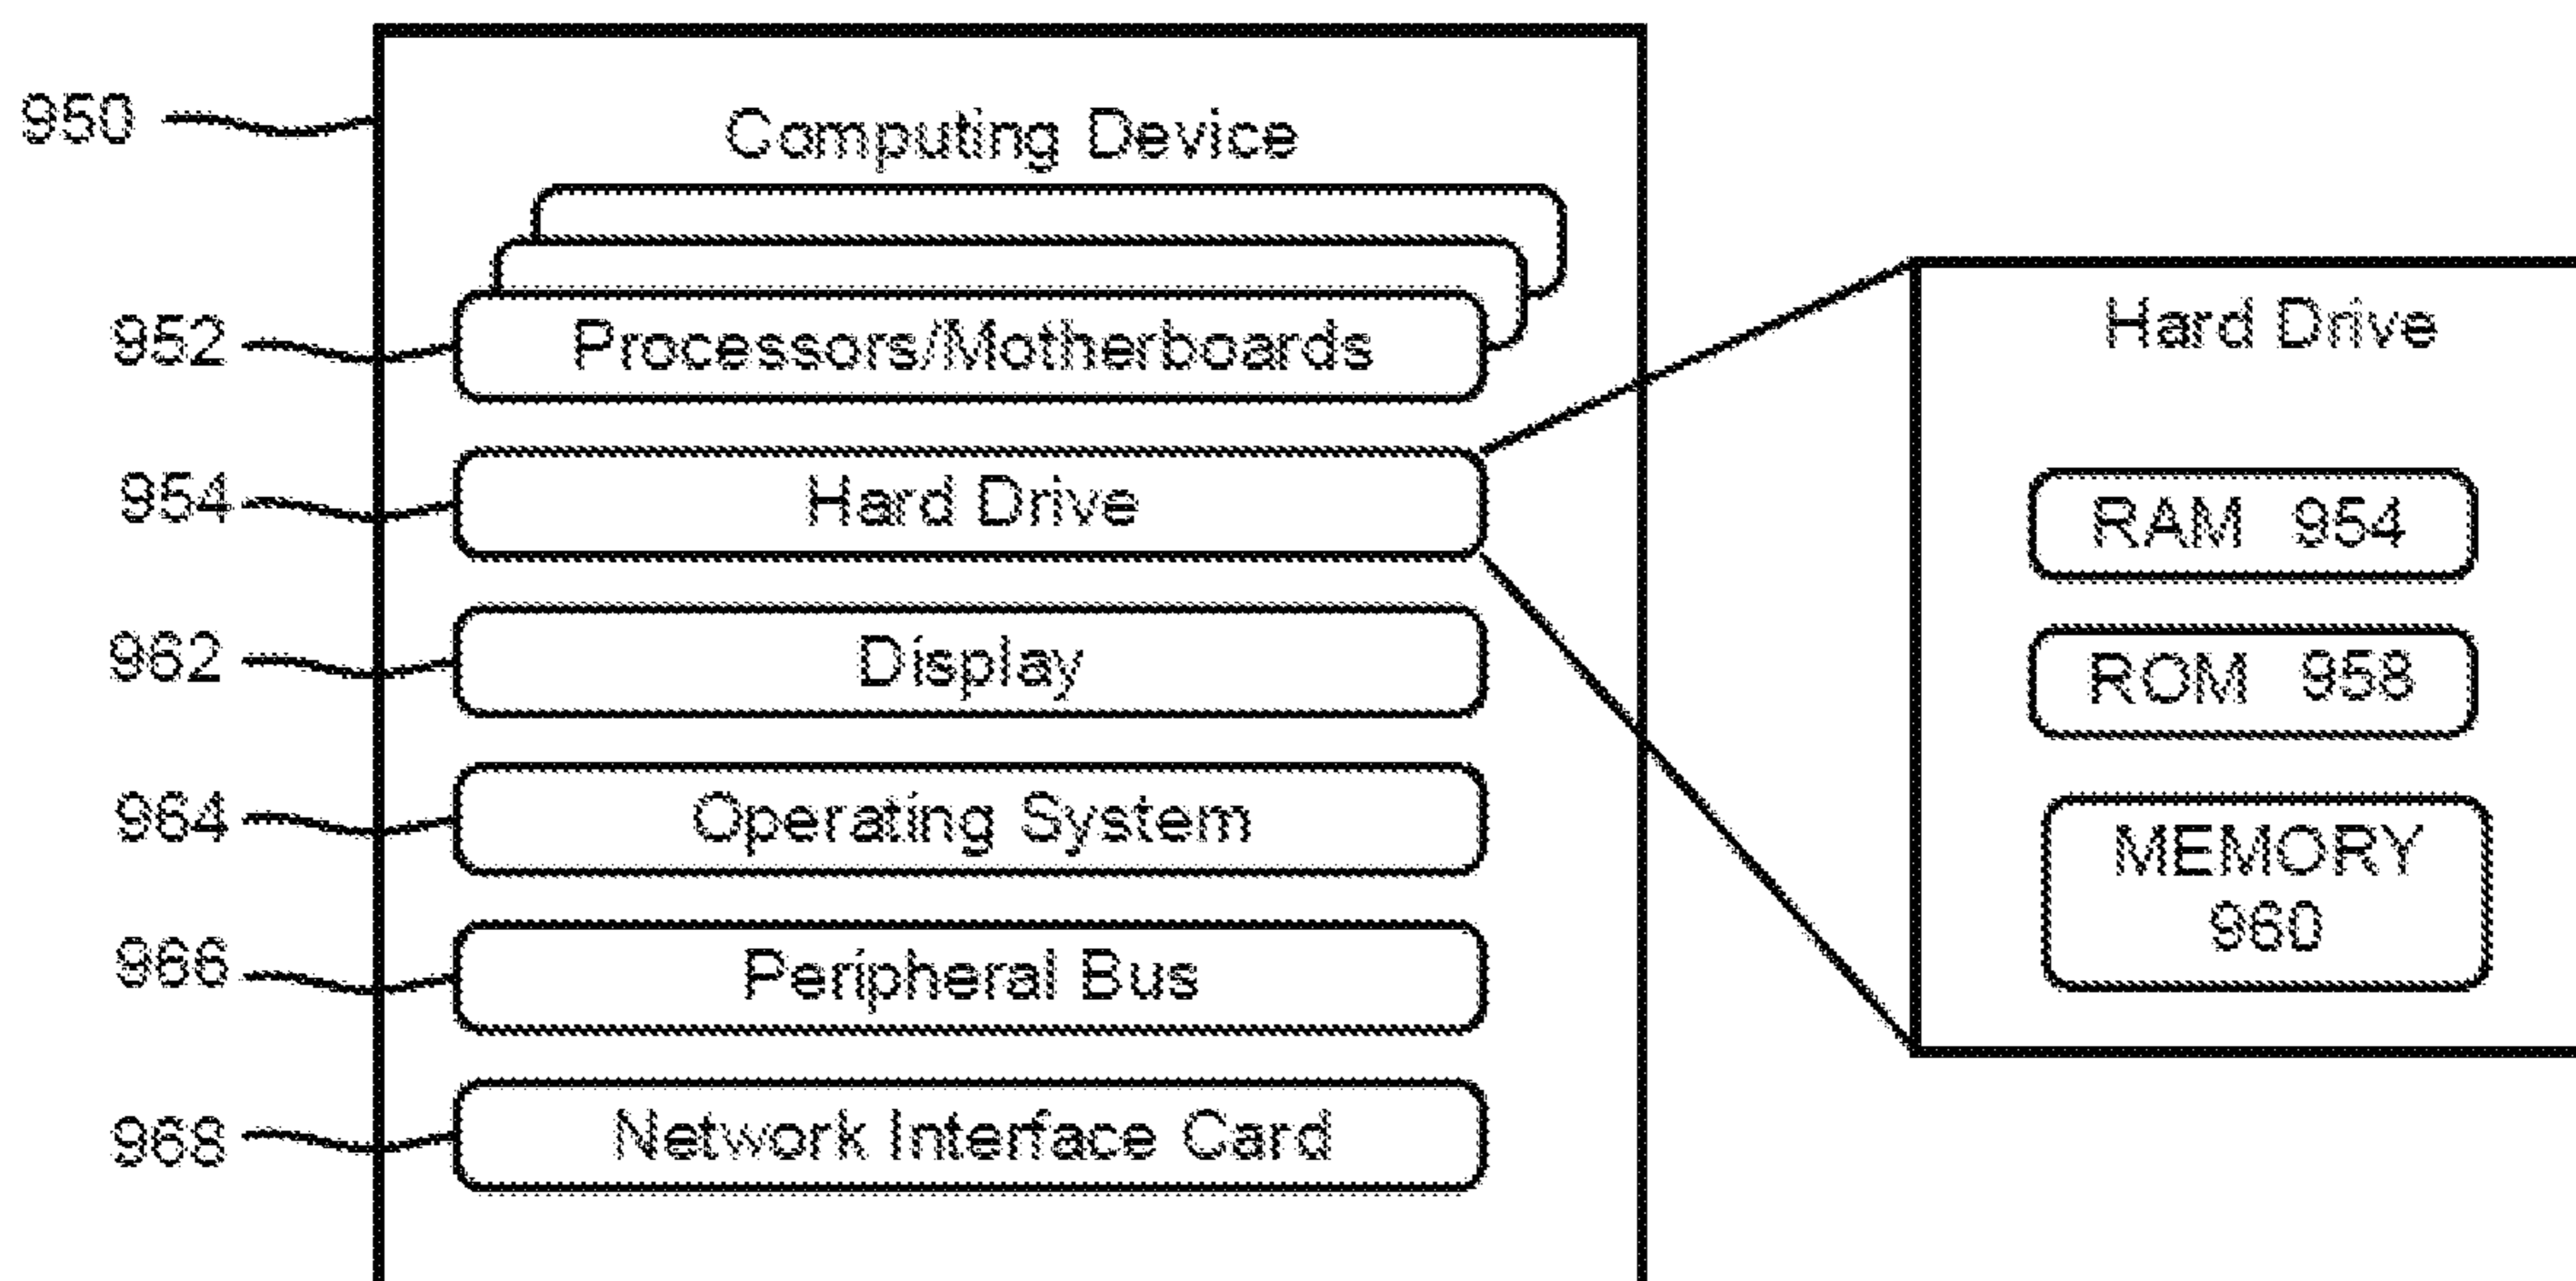 950
Computing Device
952
Processors/Motherboards
954
Hard Drive
962
Display
964
Operating System
966
Peripheral Bus
968
Network Interface Card
Hard Drive
RAM 954
ROM 958
MEMORY
960